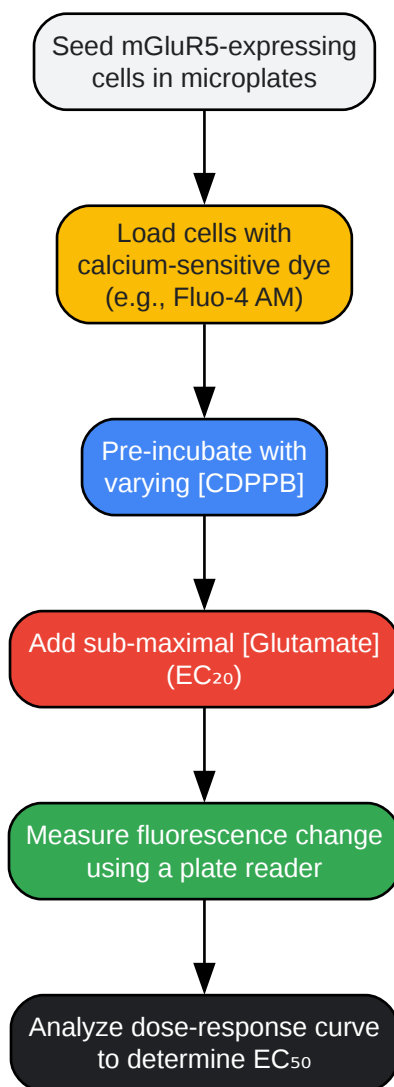 Seed mGluR5-expressing
cells in microplates
Load cells with
calcium-sensitive dye
(e.g., Fluo-4 AM)
Pre-incubate with
varying [CDPPB]
Add sub-maximal [Glutamate]
(EC₂₀)
Measure fluorescence change
using a plate reader
Analyze dose-response curve
to determine EC₅₀